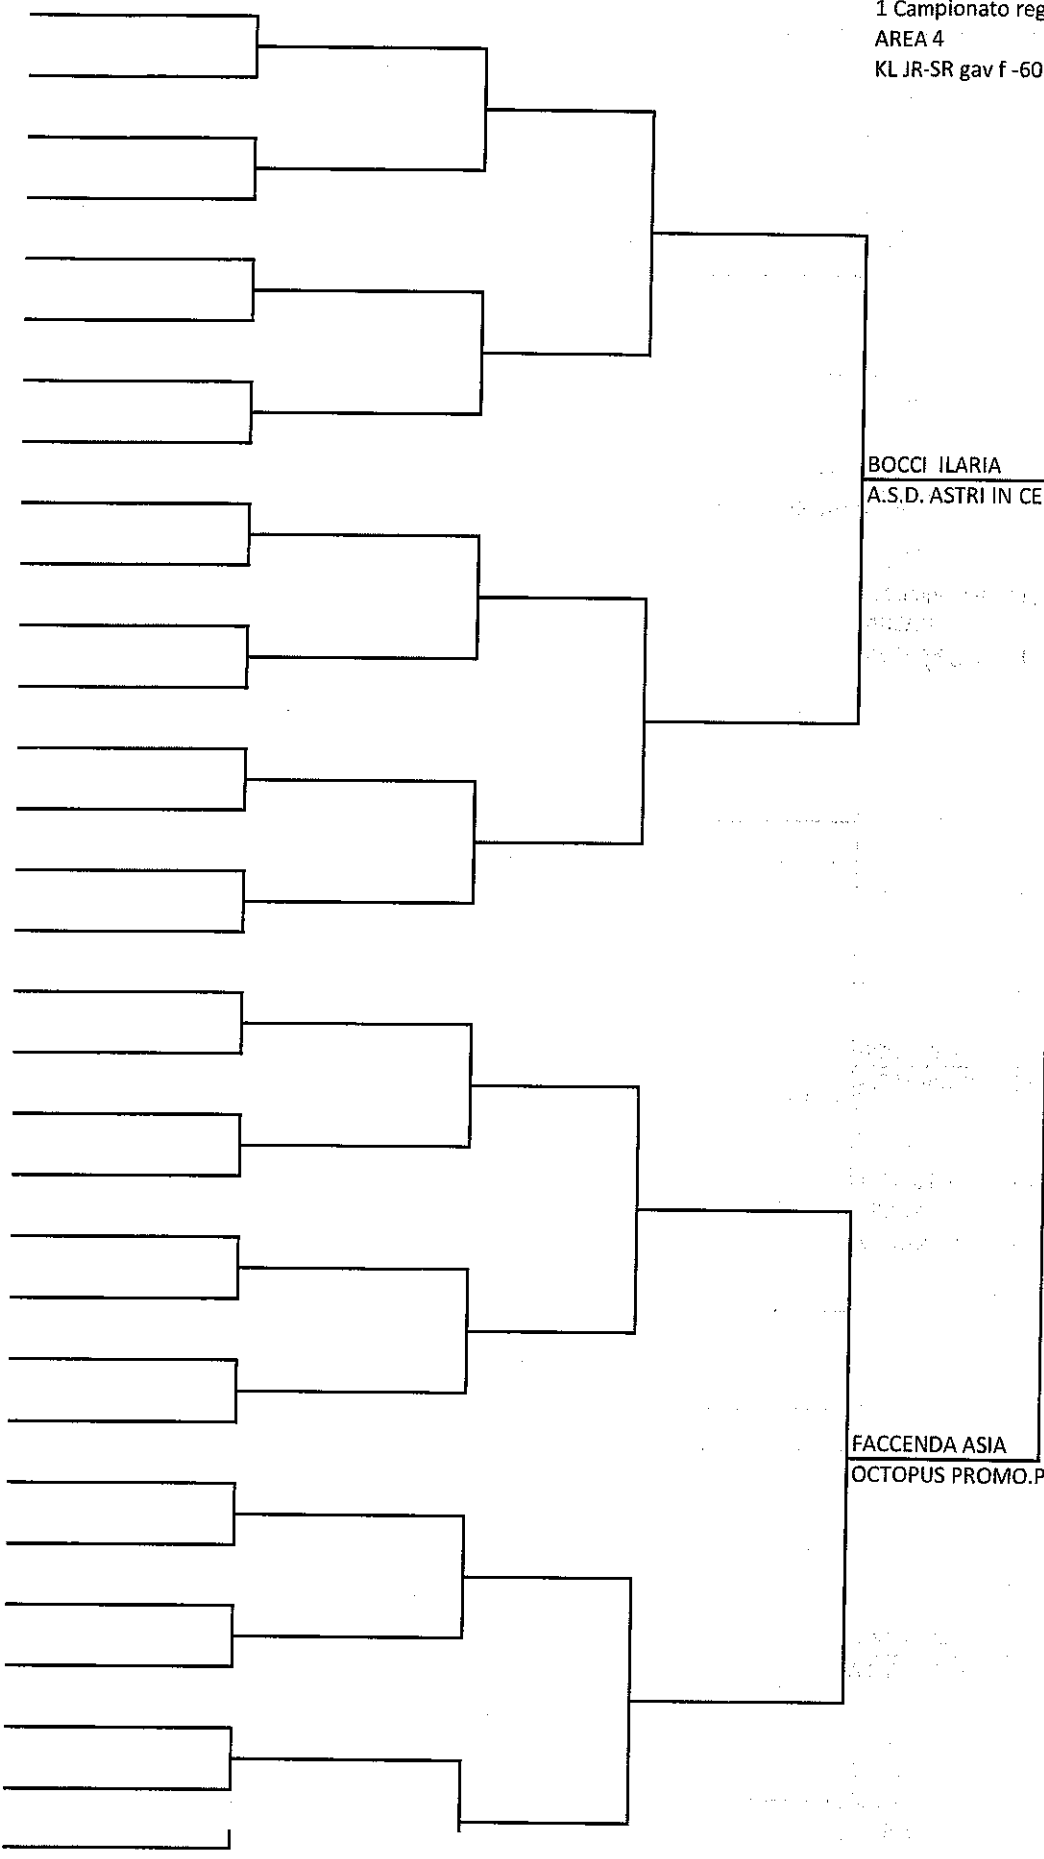 1 Campionato reg
AREA 4
KL JR-SR gav f -60
BOCCI ILARIA
A.S.D. ASTRI IN CE
FACCENDA ASIA
OCTOPUS PROMO.P